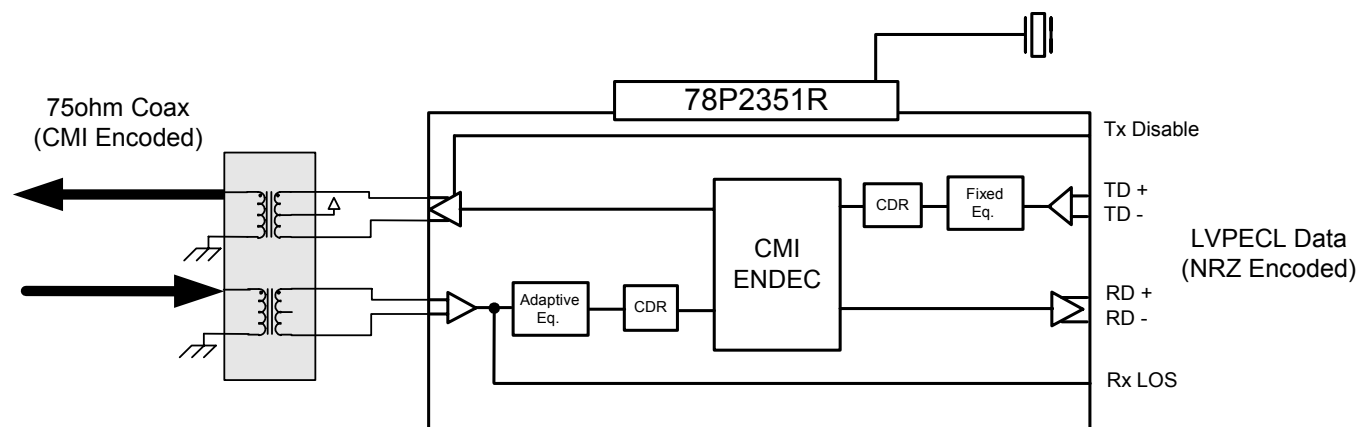 78P2351R
75ohm Coax
(CMI Encoded)
Tx Disable
TD +
TD -
CDR
Fixed
Eq.
CMI
ENDEC
LVPECL Data
(NRZ Encoded)
Adaptive
Eq.
CDR
RD +
RD -
Rx LOS